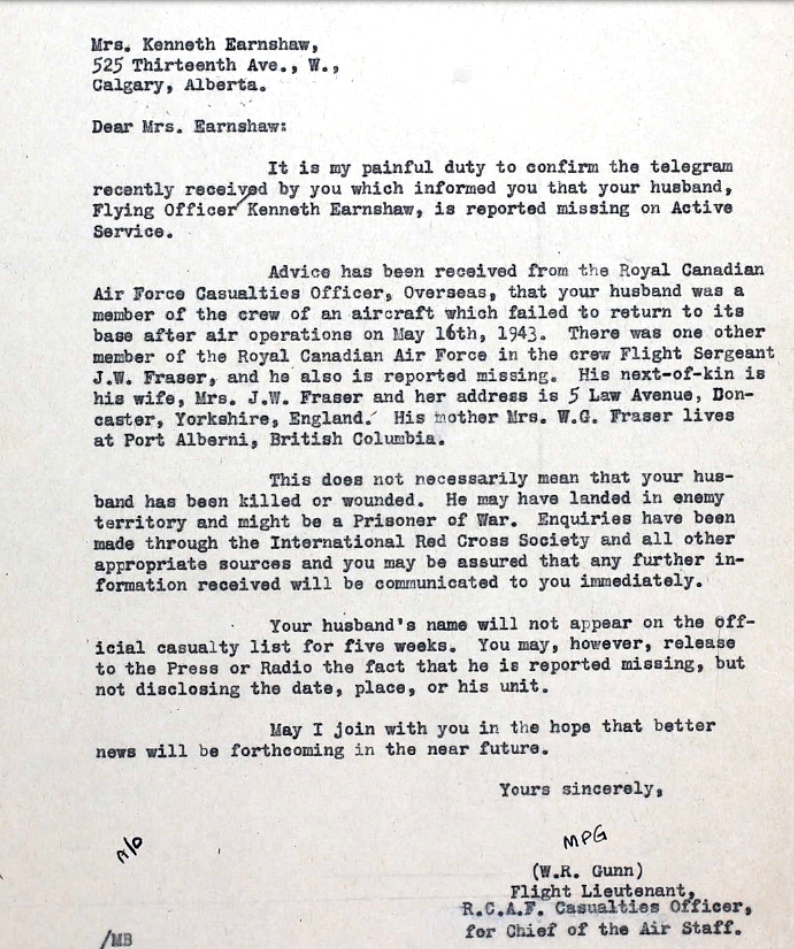 Mrs. Kenneth Earnshaw,
525 Thirteenth Ave., W.,
Calgary, Alberta.
Dear Mrs. Earnshaw:
It is my painful duty to confirm the telegram
recently received by you which informed you that your husband,
Flying Officer Kenneth Earnshaw, is reported missing on Active
Service.
Advice has been received from the Royal Canadian
Air Force Casualties Officer, Overseas, that your husband was a
member of the crew of an aircraft which failed to return to its
base after air operations on May 16th, 1943. There was one other
member of the Royal Canadian Air Force in the crew Flight Sergeant
J.W. Fraser, and he also is reported missing. His next-of-kin is
his wife, Mrs. J.W. Fraser and her address is 5 Law Avenue, Don-
caster, Yorkshire, England. His mother Mrs. W.G. Fraser lives
at Port Alberni, British Columbia.
This does not necessarily mean that your hus-
band has been killed or wounded. He may have landed in enemy
territory and might be a Prisoner of War. Enquiries have been
made through the International Red Cross Society and all other
appropriate sources and you may be assured that any further in-
formation received will be communicated to you immediately.
Your husband's name will not appear on the off-
icial casualty list for five weeks. You may, however, release
to the Press or Radio the fact that he is reported missing, but
not disclosing the date, place, or his unit.
May I join with you in the hope that better
news will be forthcoming in the near future.
Yours sincerely,
MPG
(W.R. Gunn)
Flight Lieutenant,
R.C.A.F. Casualties Officer,
for Chief of the Air Staff.
/MB